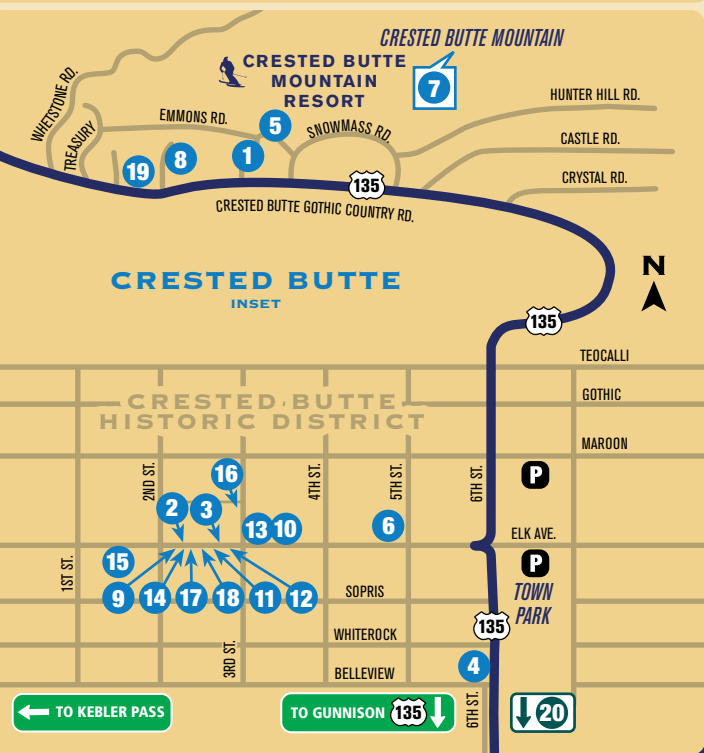 CRESTED BUTTE MOUNTAIN
CRESTED BUTTE
MOUNTAIN
RESORT
7
WHETSTONE RD.
TREASURY
EMMONS RD.
5
SNOWMASS RD.
HUNTER HILL RD.
CASTLE RD.
CRYSTAL RD.
19
8
1
135
CRESTED BUTTE GOTHIC COUNTRY RD.
CRESTED BUTTE
INSET
N
135
TEOCALLI
GOTHIC
MAROON
CRESTED BUTTE
HISTORIC DISTRICT
2ND ST.
4TH ST.
5TH ST.
6TH ST.
P
16
2
3
13
10
6
ELK AVE.
1ST ST.
15
P
TOWN
PARK
9
14
17
18
11
12
SOPRIS
135
WHITEROCK
3RD ST.
BELLEVIEW
4
6TH ST.
TO KEBLER PASS
TO GUNNISON 135
20